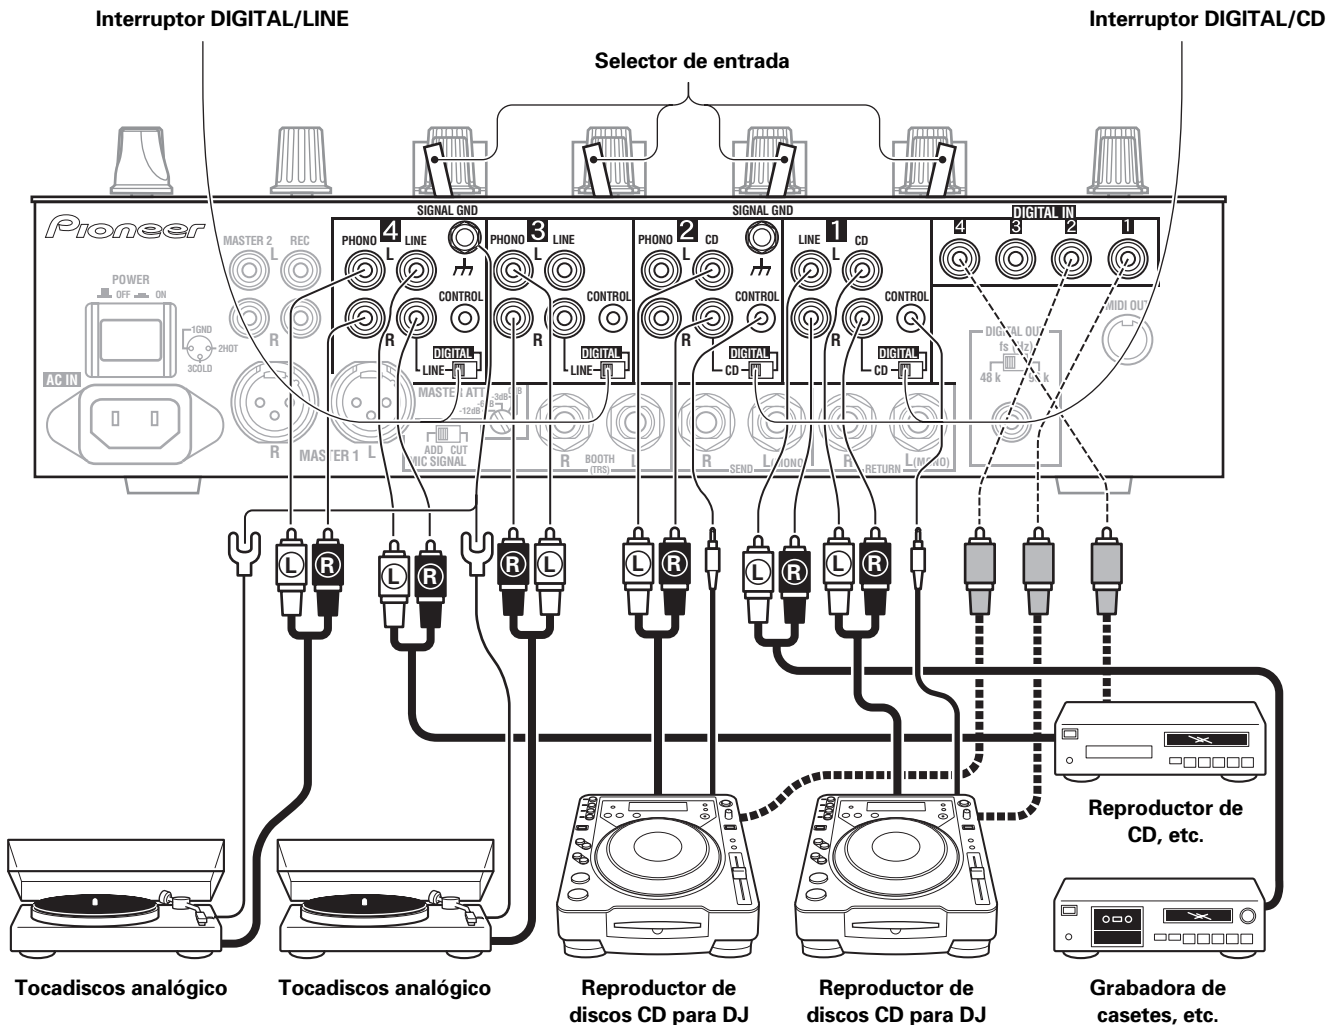 Interruptor DIGITAL/LINE
Interruptor DIGITAL/CD
Selector de entrada
Pioneer
MASTER 2 REC
L
R
POWER
OFF ON
1GND
2HOT
3COLD
AC IN
R MASTER 1 L
SIGNAL GND
PHONO 4 LINE
L
R
CONTROL
DIGITAL
LINE
PHONO 3 LINE
L
R
CONTROL
DIGITAL
LINE
SIGNAL GND
PHONO 2 CD
L
R
CONTROL
DIGITAL
CD
LINE 1 CD
L
R
CONTROL
DIGITAL
CD
DIGITAL IN
4 3 2 1
MIDI OUT
DIGITAL OUT
fs (Hz)
48 k 96 k
MASTER ATT.
0dB
-3dB
-6dB
-12dB
ADD CUT
MIC SIGNAL
R BOOTH L
(TRS)
R SEND L(MONO)
R RETURN L(MONO)
L R
L R
R L
L R
L R
L R
Reproductor de
CD, etc.
Tocadiscos analógico
Tocadiscos analógico
Reproductor de
discos CD para DJ
Reproductor de
discos CD para DJ
Grabadora de
casetes, etc.